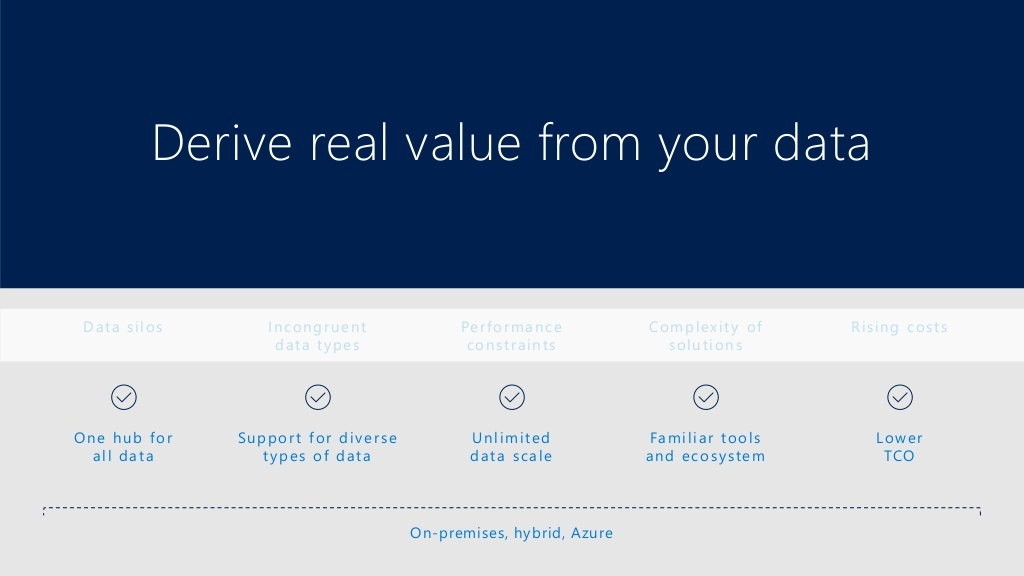 Derive real value from your data
Data silos
Incongruent
data types
Performance
constraints
Complexity of
solutions
Rising costs
One hub for
all data
Support for diverse
types of data
Unlimited
data scale
Familiar tools
and ecosystem
Lower
TCO
On-premises, hybrid, Azure